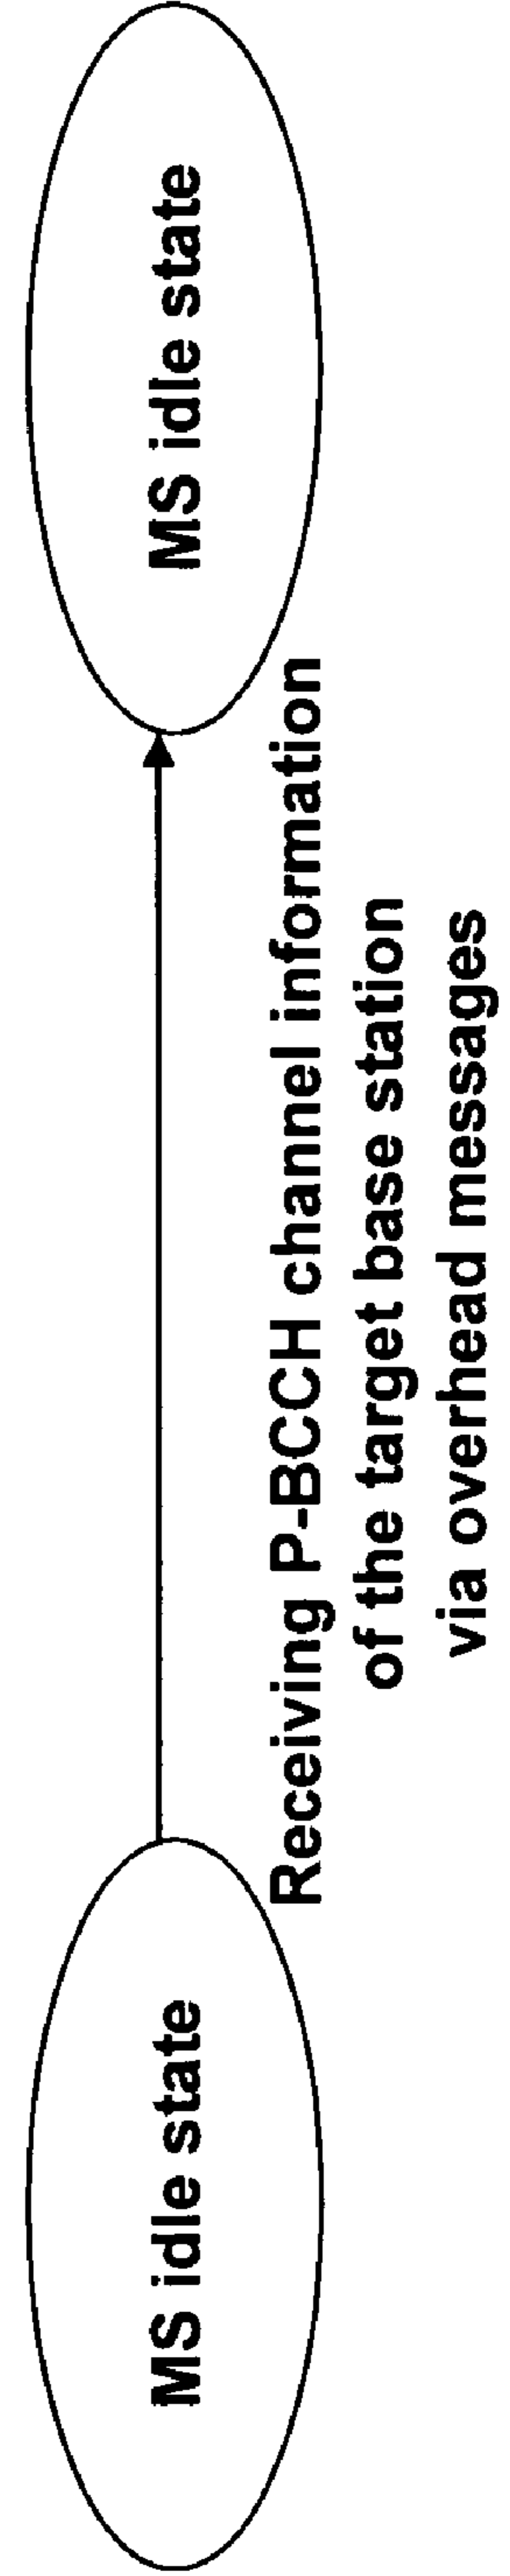 MS idle state
Receiving P-BCCH channel information
of the target base station
via overhead messages
MS idle state